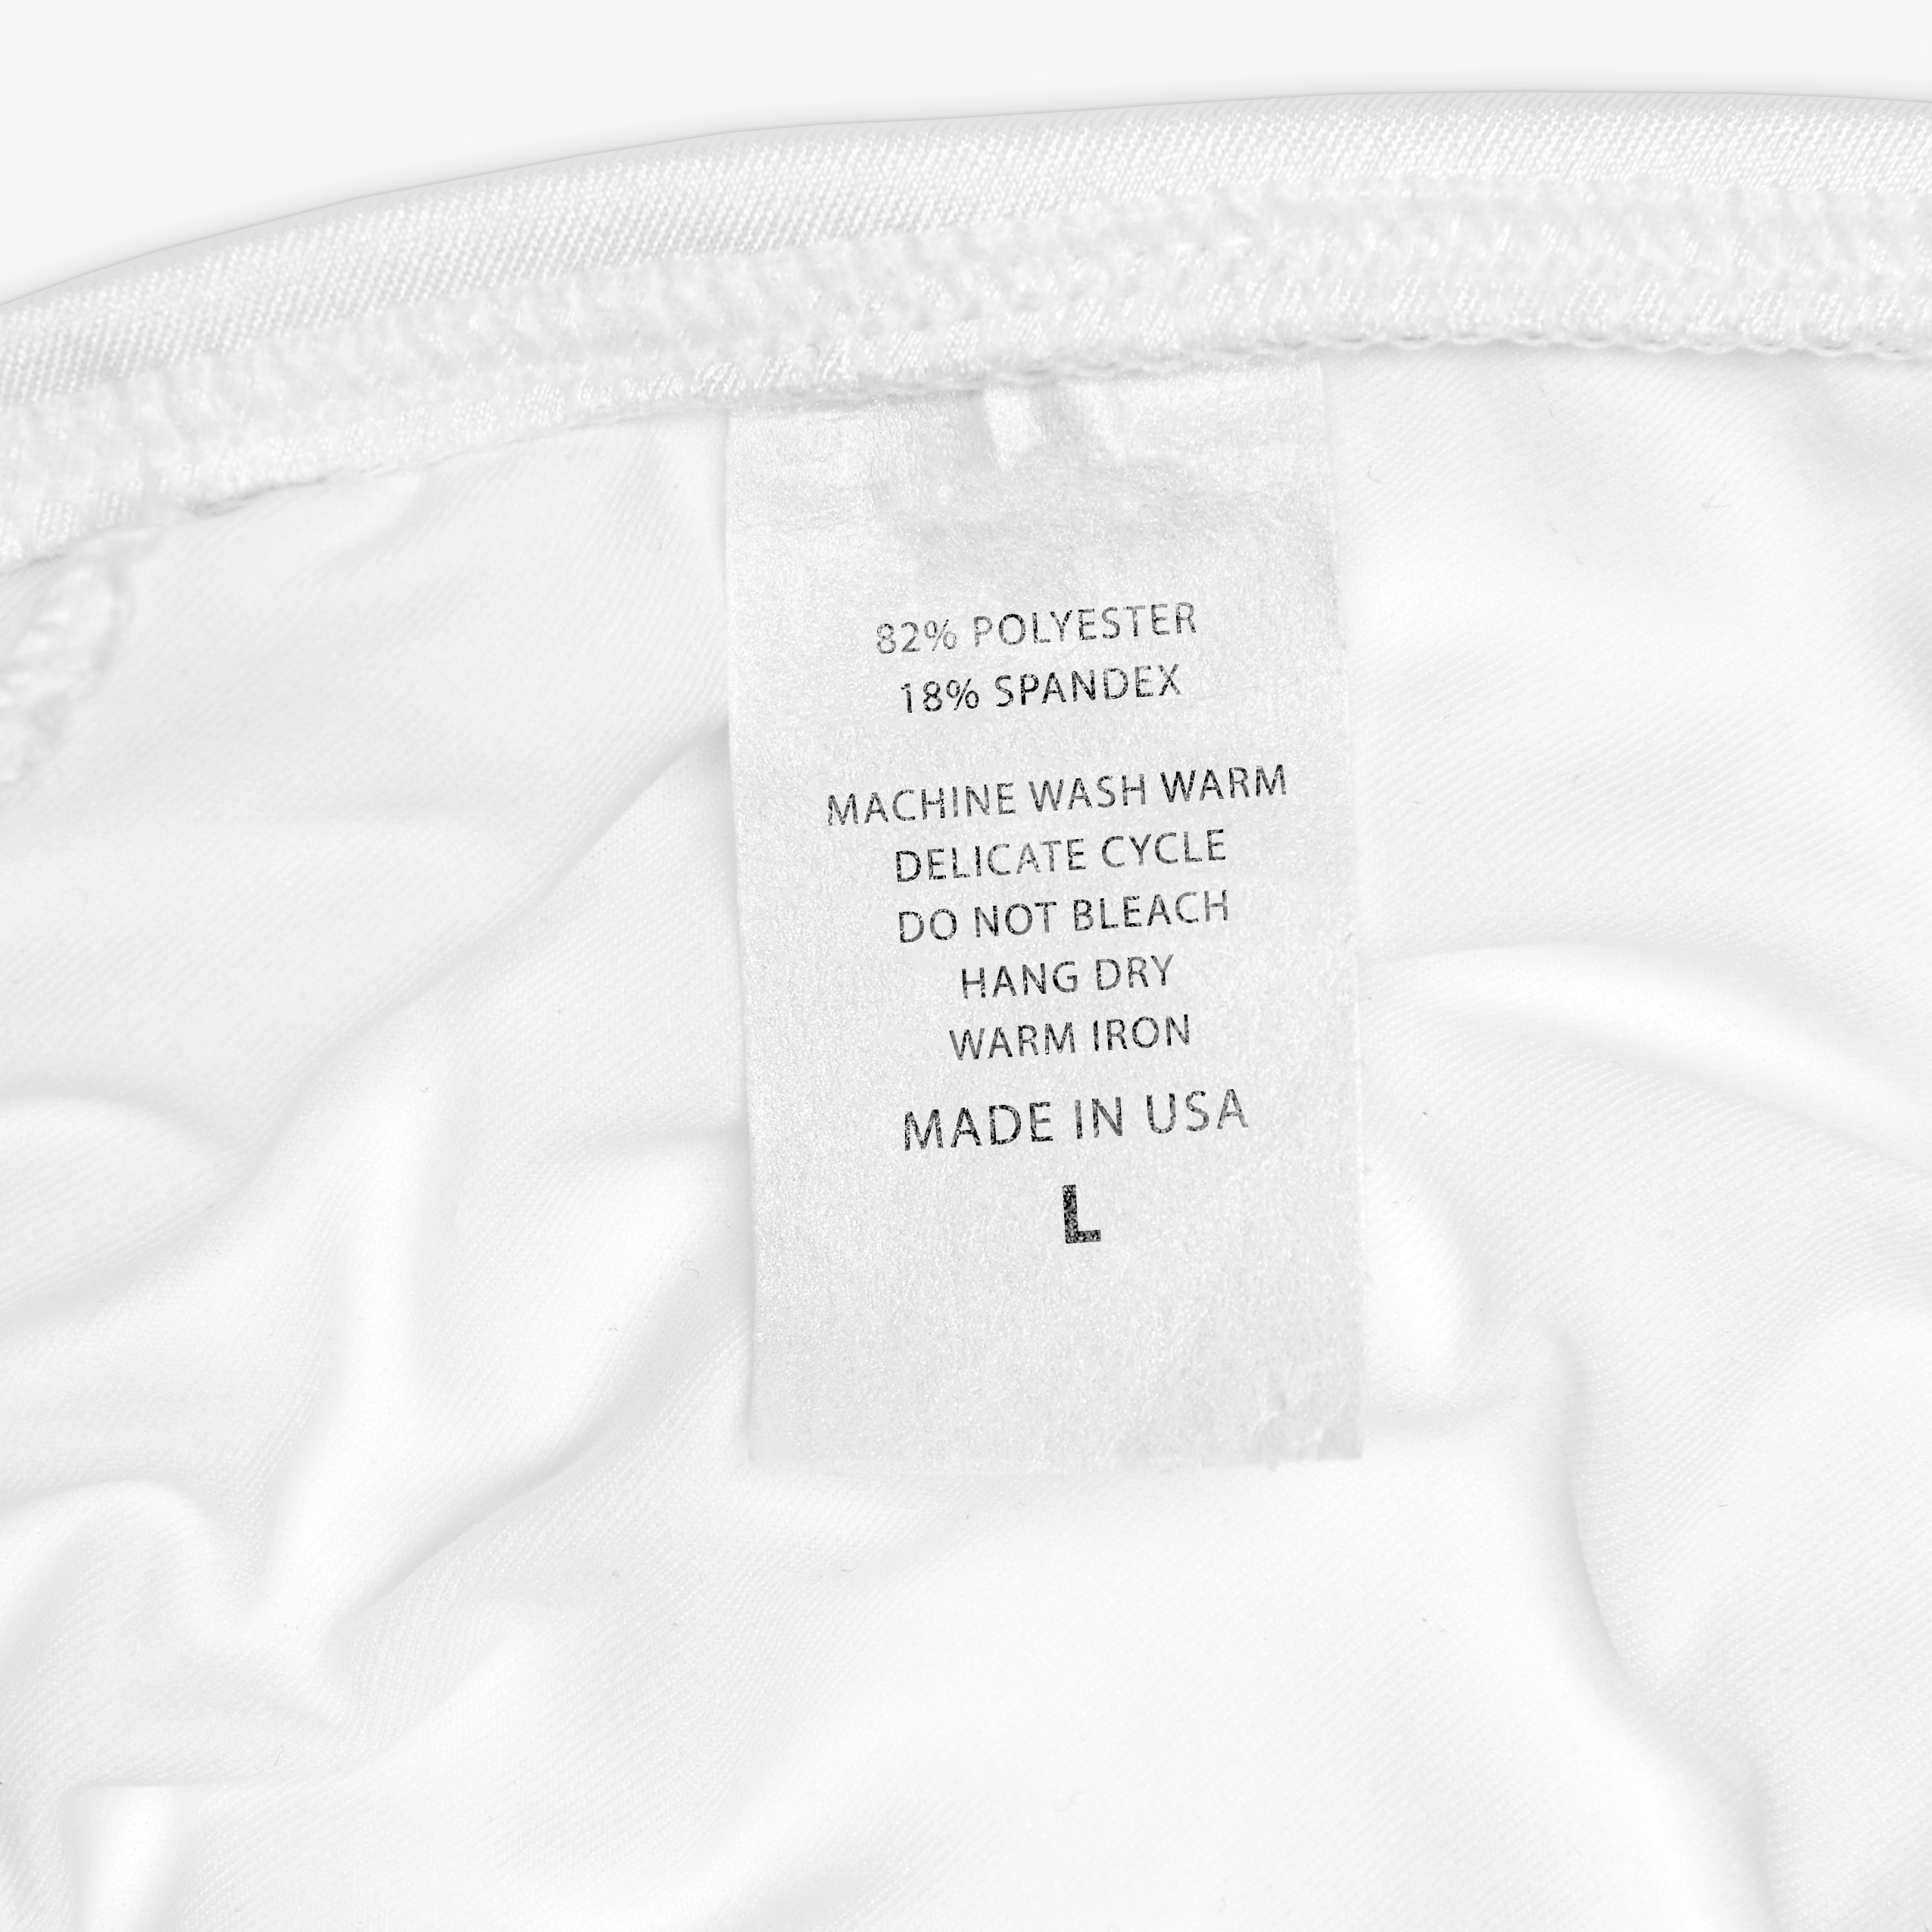 82% POLYESTER
18% SPANDEX
MACHINE WASH WARM
DELICATE CYCLE
DO NOT BLEACH
HANG DRY
WARM IRON
MADE IN USA
L